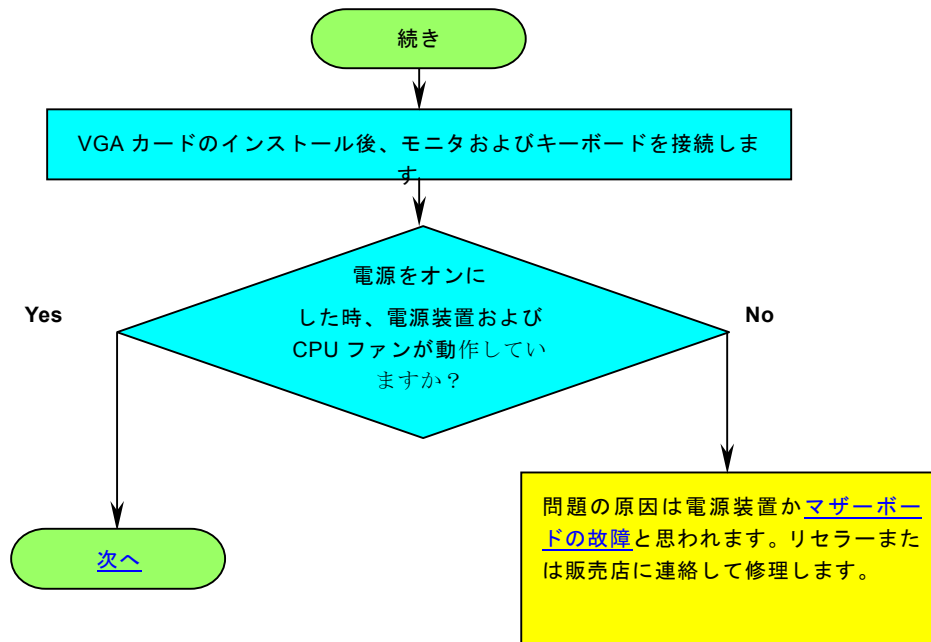 続き
VGA カードのインストール後、モニタおよびキーボードを接続しま
す
電源をオンに
Yes
No
した時、電源装置および
CPU ファンが動作してい
ますか？
問題の原因は電源装置かマザーボー
ドの故障と思われます。リセラーまた
は販売店に連絡して修理します。
次へ